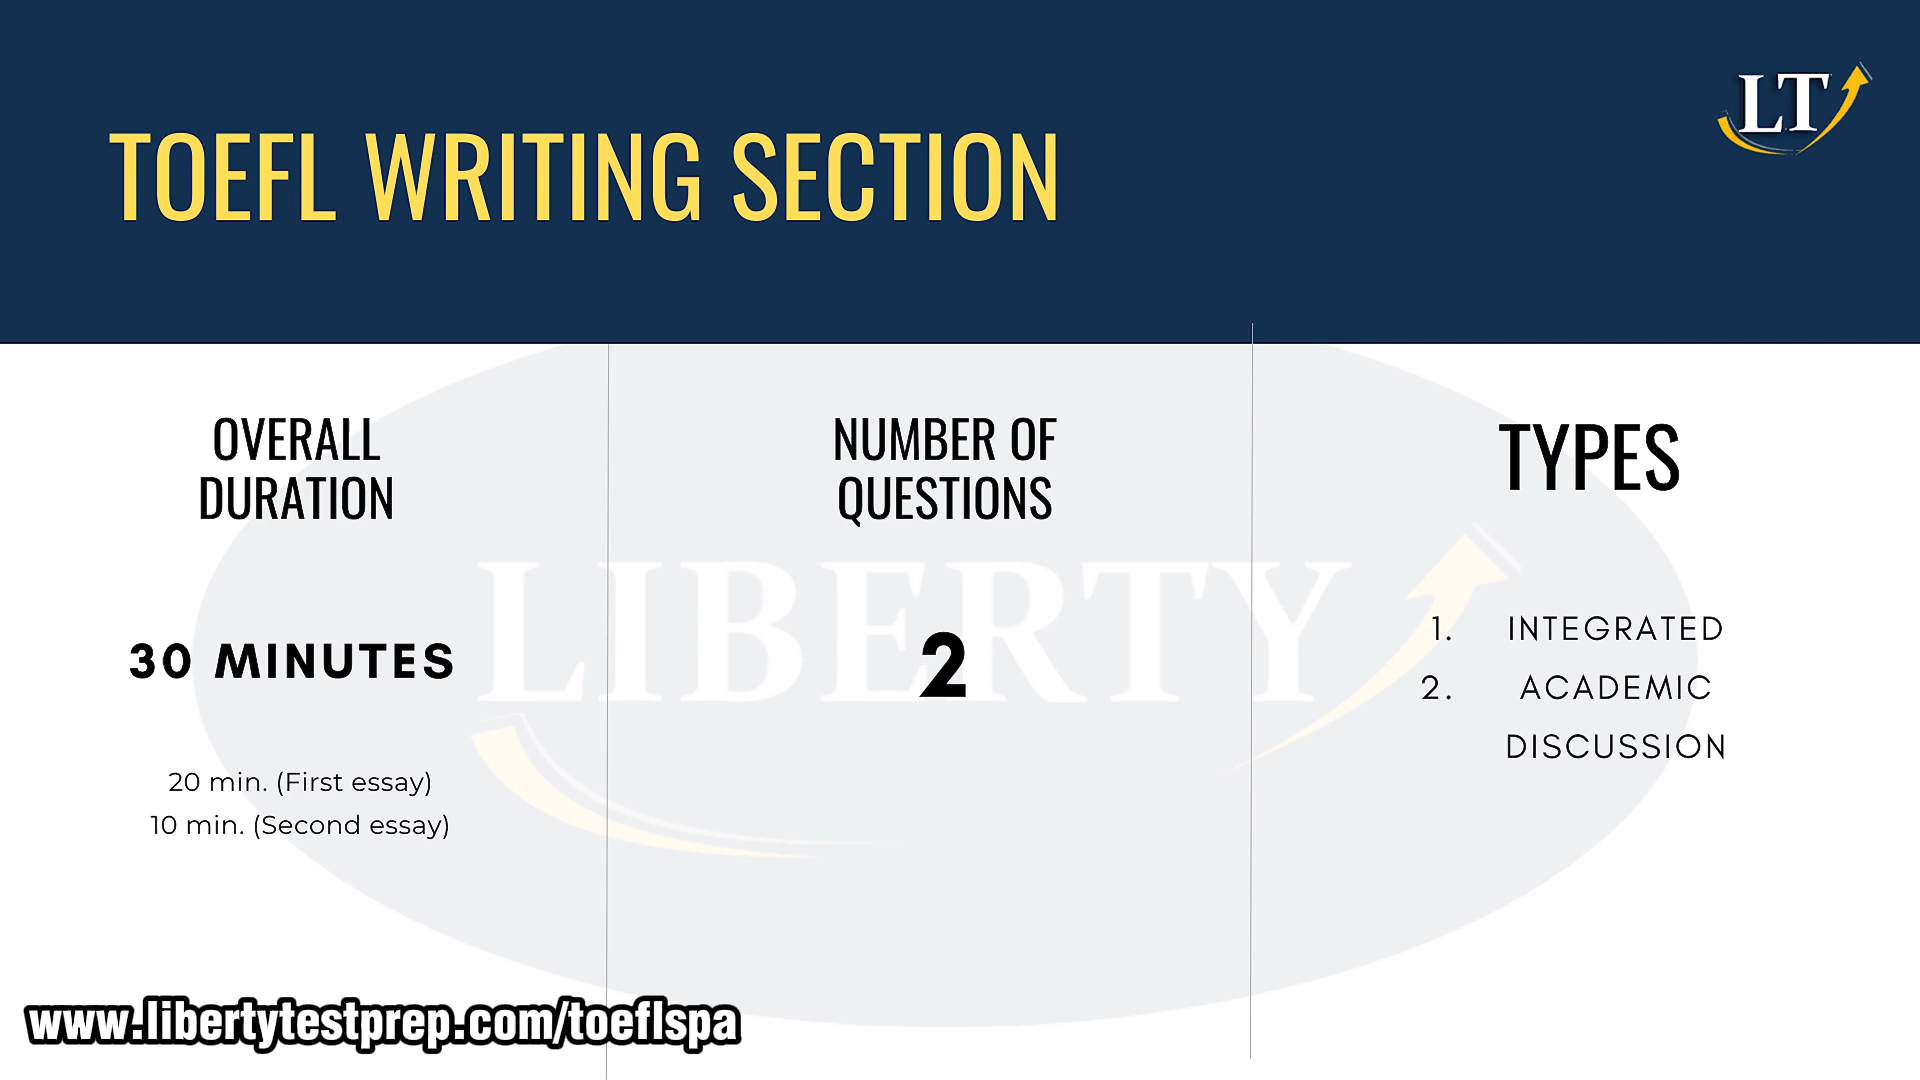 LT
TOEFL WRITING SECTION
OVERALL
DURATION
30 MINUTES
20 min. (First essay)
10 min. (Second essay)
NUMBER OF
QUESTIONS
2
TYPES
1. INTEGRATED
2. ACADEMIC
DISCUSSION
LIBERTY
www.libertytestprep.com/toeflspa